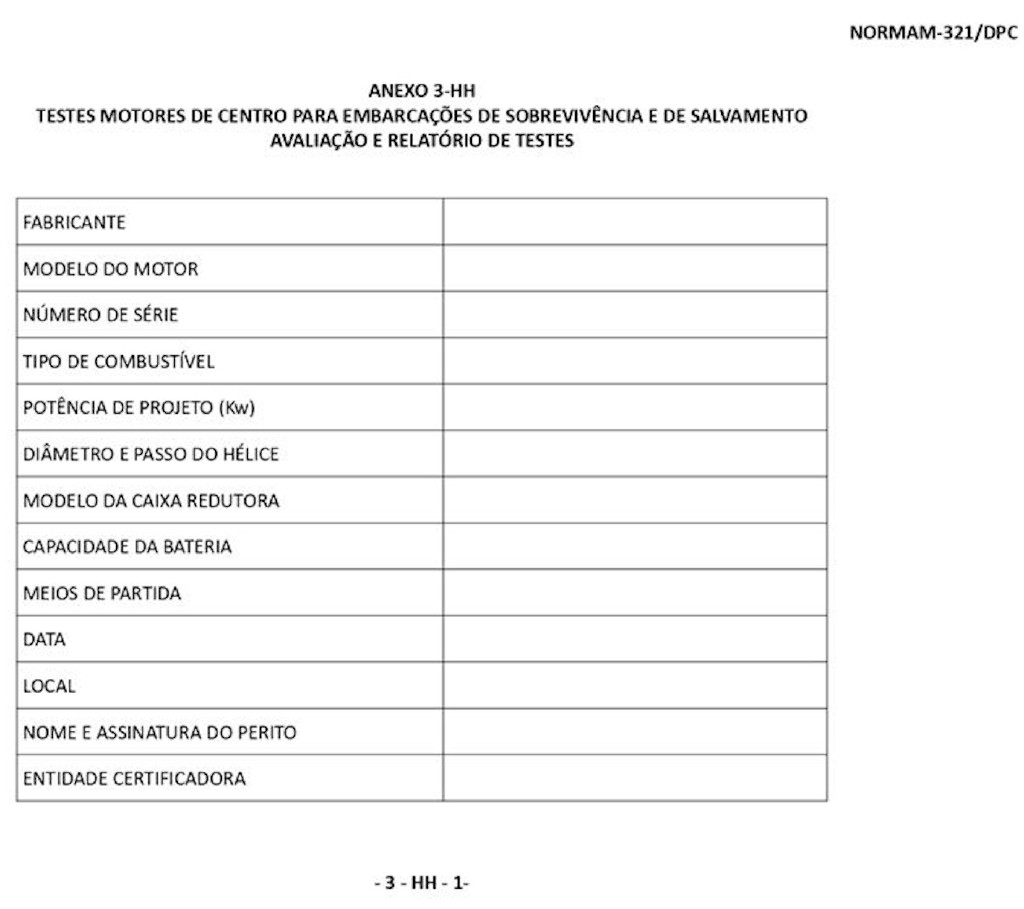 NORMAM-321/DPC
ANEXO 3-HH
TESTES MOTORES DE CENTRO PARA EMBARCAÇÕES DE SOBREVIVÊNCIA E DE SALVAMENTO
AVALIAÇÃO E RELATÓRIO DE TESTES
FABRICANTE
MODELO DO MOTOR
NÚMERO DE SÉRIE
TIPO DE COMBUSTÍVEL
POTÊNCIA DE PROJETO (Kw)
DIÂMETRO E PASSO DO HÉLICE
MODELO DA CAIXA REDUTORA
CAPACIDADE DA BATERIA
MEIOS DE PARTIDA
DATA
LOCAL
NOME E ASSINATURA DO PERITO
ENTIDADE CERTIFICADORA
- 3 - HH - 1-